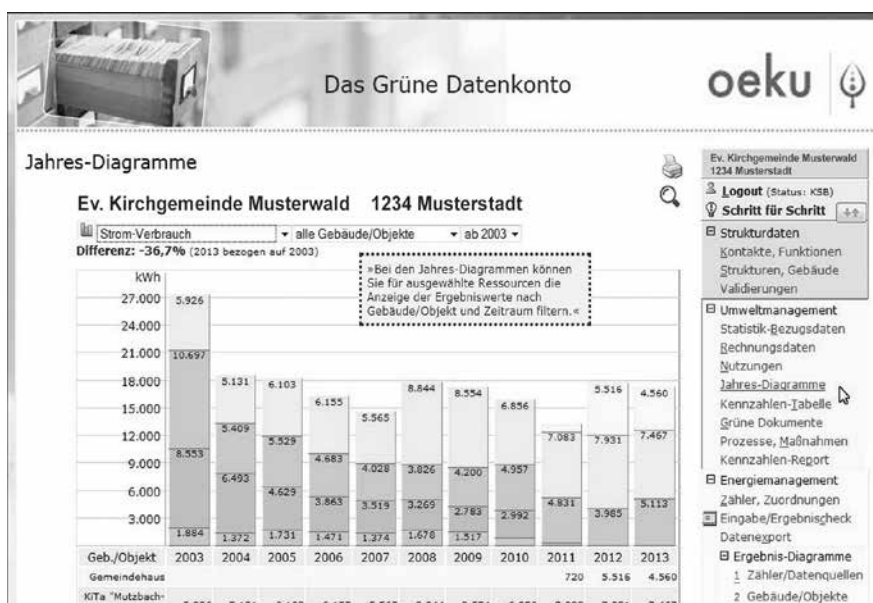 Das Grüne Datenkonto
oeku
Jahres-Diagramme
Ev. Kirchgemeinde Musterwald 1234 Musterstadt
Strom-Verbrauch alle Gebäude/Objekte ab 2003
Differenz: -36,7% (2013 bezogen auf 2003)
»Bei den Jahres-Diagrammen können
Sie für ausgewählte Ressourcen die
Anzeige der Ergebniswerte nach
Gebäude/Objekt und Zeitraum filtern.«
kWh
27.000 5.926
24.000
21.000 10.697
18.000 5.131 6.103 8.844 8.554 5.516 4.560
15.000 6.155 5.565 6.856
12.000 5.409 5.529 7.083 7.931 7.467
9.000 8.553 4.683 4.028 3.826 4.200 4.957
6.000 6.493 4.629 3.863 3.519 3.269 2.783 2.992 4.831 3.985 5.113
3.000 1.884 1.372 1.731 1.471 1.374 1.678 1.517
Geb./Objekt 2003 2004 2005 2006 2007 2008 2009 2010 2011 2012 2013
Gemeindehaus 720 5.516 4.560
KiTa "Mutzbach-
Ev. Kirchgemeinde Musterwald
1234 Musterstadt
Logout (Status: KSB)
Schritt für Schritt
Strukturdaten
Kontakte, Funktionen
Strukturen, Gebäude
Validierungen
Umweltmanagement
Statistik-Bezugsdaten
Rechnungsdaten
Nutzungen
Jahres-Diagramme
Kennzahlen-Tabelle
Grüne Dokumente
Prozesse, Maßnahmen
Kennzahlen-Report
Energiemanagement
Zähler, Zuordnungen
Eingabe/Ergebnischeck
Datenexport
Ergebnis-Diagramme
1 Zähler/Datenquellen
2 Gebäude/Objekte